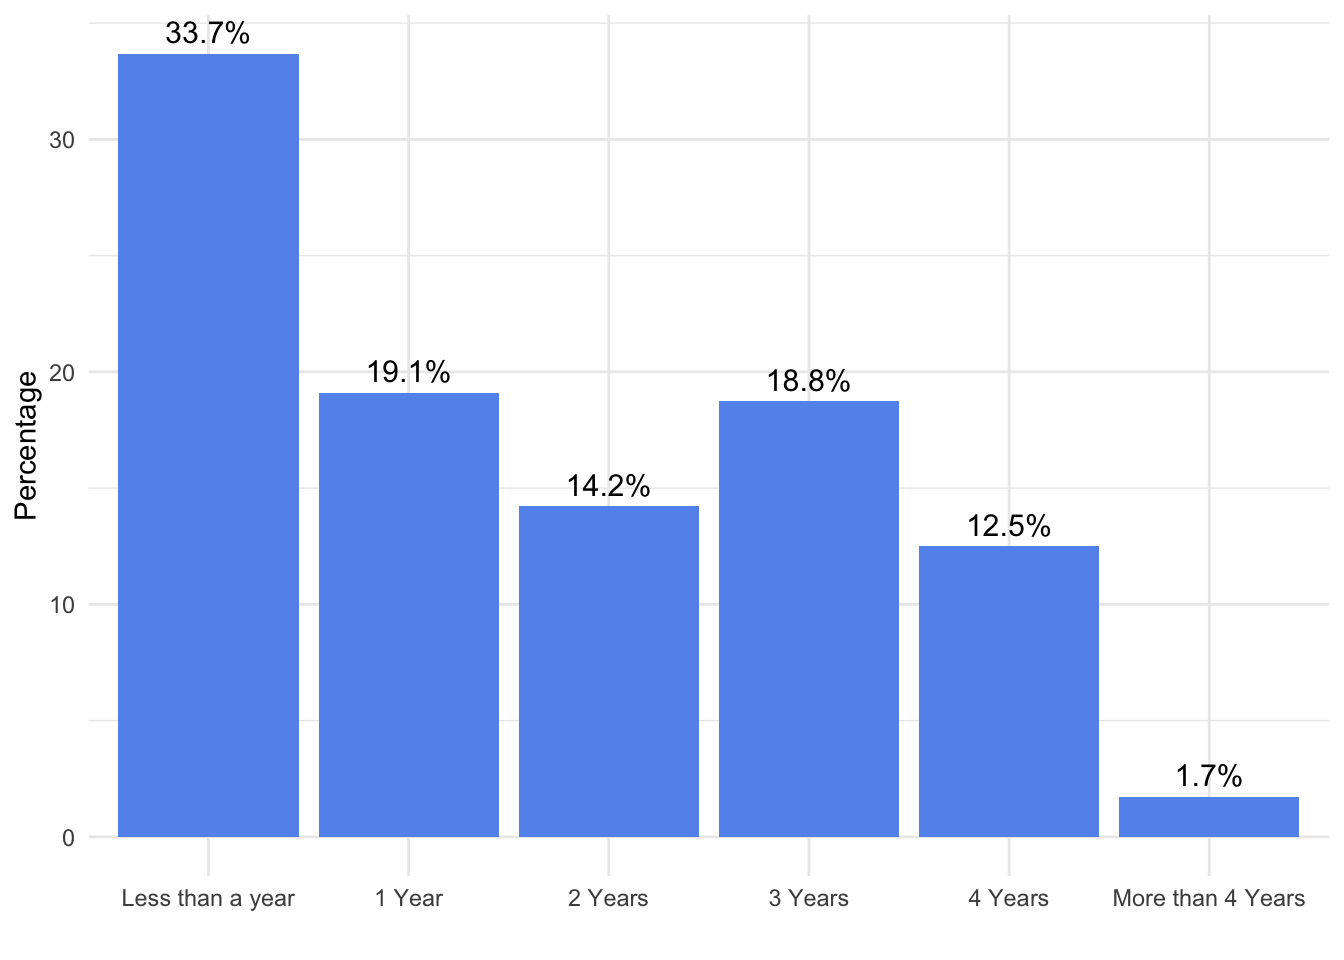 33.7%
19.1%
14.2%
18.8%
12.5%
1.7%
30
20
10
0
Percentage
Less than a year
1 Year
2 Years
3 Years
4 Years
More than 4 Years